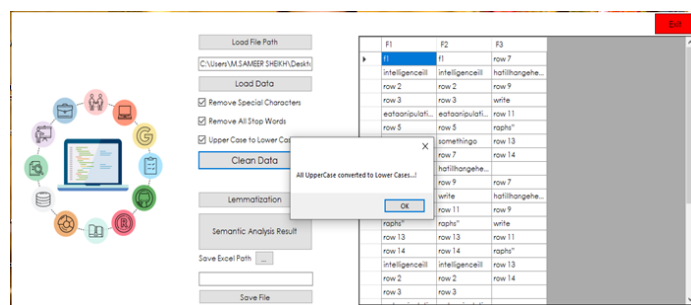 Exit
Load File Path
C:\Users\M.SAMEER SHEIKH\Deskt
Load Data
Remove Special Characters
Remove All Stop Words
Upper Case to Lower Cas
Clean Data
Lemmatization
Semantic Analysis Result
Save Excel Path ...
Save File
F1 F2 F3
f1 f1 row 7
intelligenceill intelligenceill hatillhangehe...
row 2 row 2 row 9
row 3 row 3 write
eataanipulati... eataanipulati... row 11
row 5 row 5 raphs"
somethingo row 13
row 7 row 14
hatillhangehe...
row 9 row 7
write hatillhangehe...
row 11 row 9
raphs" raphs" write
row 13 row 13 row 11
row 14 row 14 raphs"
intelligenceill intelligenceill row 13
row 2 row 2 row 14
row 3 row 3
All UpperCase converted to Lower Cases...!
OK
G
R